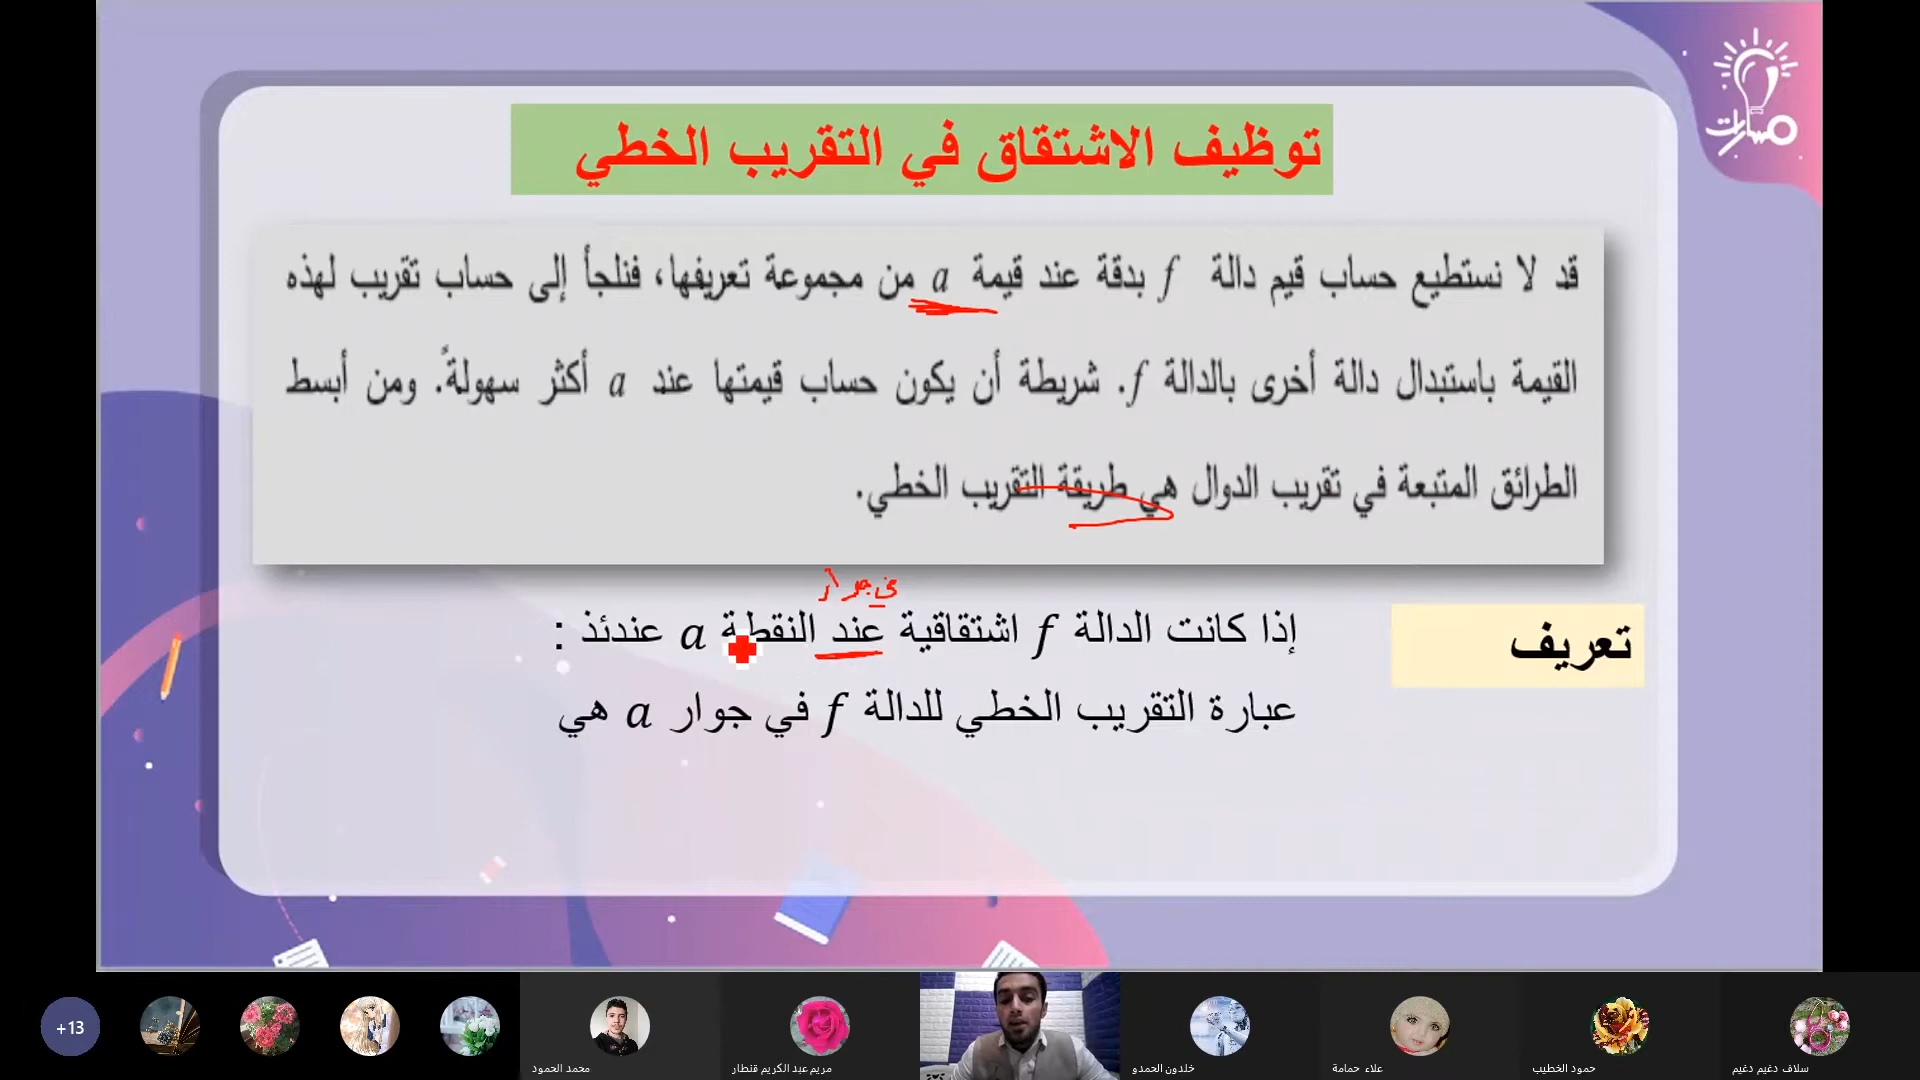 مسارات
توظيف الاشتقاق في التقريب الخطي
قد لا نستطيع حساب قيم دالة f بدقة عند قيمة a من مجموعة تعريفها، فنلجأ إلى حساب تقريب لهذه
القيمة باستبدال دالة أخرى بالدالة f. شريطة أن يكون حساب قيمتها عند a أكثر سهولةً. ومن أبسط
الطرائق المتبعة في تقريب الدوال هي طريقة التقريب الخطي.
في جوار
تعريف
إذا كانت الدالة f اشتقاقية عند النقطة a عندئذ :
عبارة التقريب الخطي للدالة f في جوار a هي
+13
محمد الحمود
مريم عبد الكريم قنطار
خلدون الحمدو
علاء حمامة
حمود الخطيب
سلاف دغيم دغيم